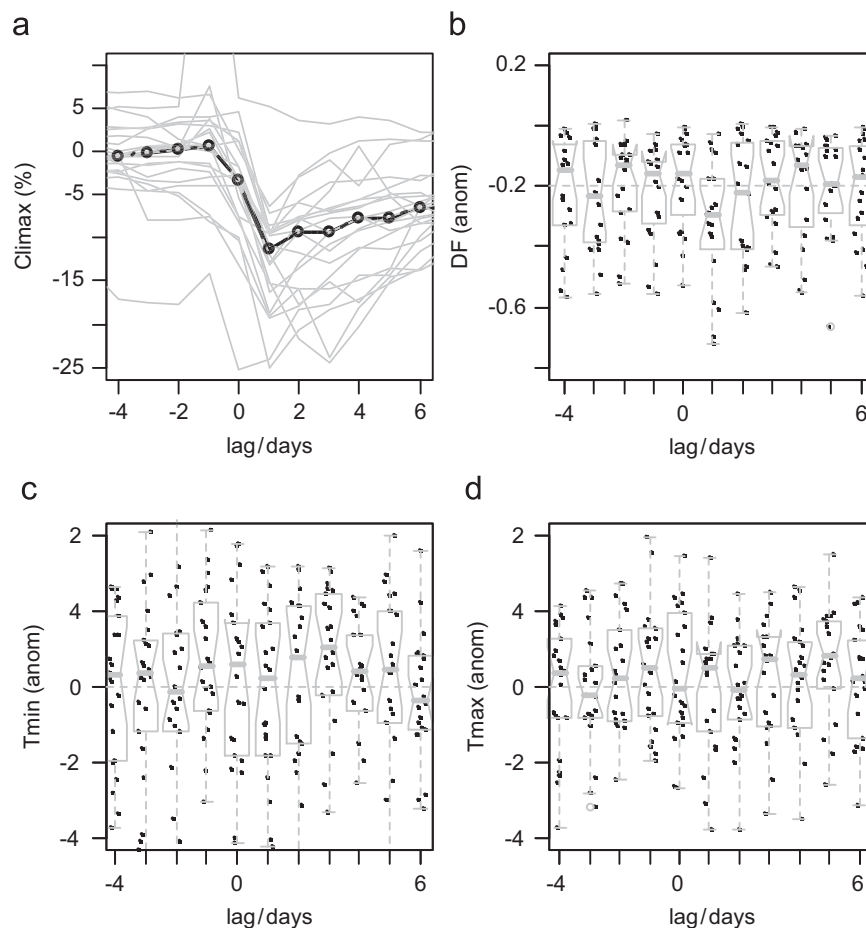 a
Climax (%)
5
0
-5
-15
-25
-4 -2 0 2 4 6
lag/days
b
DF (anom)
0.2
-0.2
-0.6
-4 0 6
lag/days
c
Tmin (anom)
2
4
0
-2
-4
-4 0 6
lag/days
d
Tmax (anom)
2
4
0
-2
-4
-4 0 6
lag/days